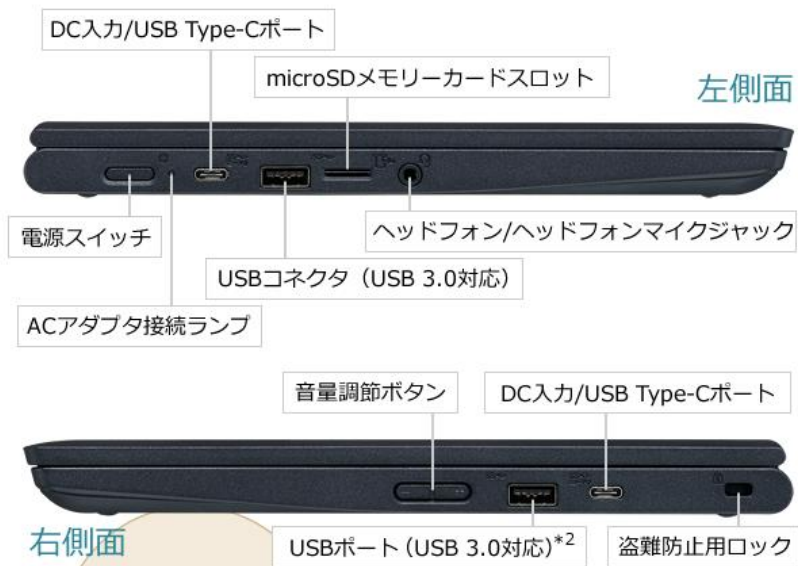 DC入力/USB Type-Cポート
microSDメモリーカードスロット
左側面
電源スイッチ
ヘッドフォン/ヘッドフォンマイクジャック
USBコネクタ（USB 3.0対応）
ACアダプタ接続ランプ
音量調節ボタン
DC入力/USB Type-Cポート
右側面
USBポート（USB 3.0対応）*2
盗難防止用ロック